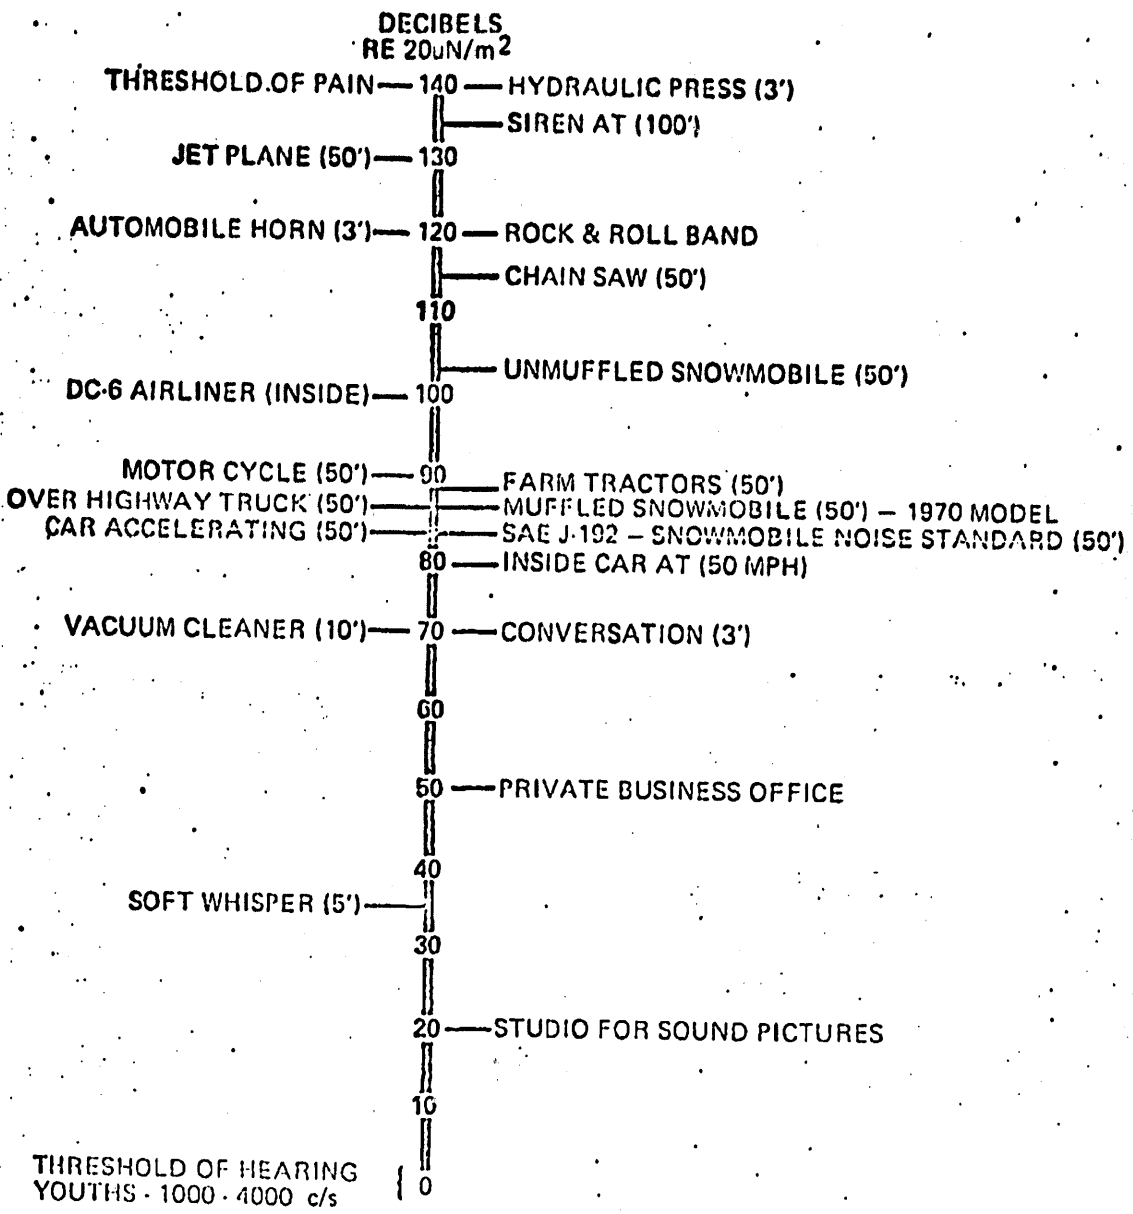 DECIBELS
RE 20uN/m2
THRESHOLD OF PAIN 140 HYDRAULIC PRESS (3')
SIREN AT (100')
JET PLANE (50') 130
AUTOMOBILE HORN (3') 120 ROCK & ROLL BAND
CHAIN SAW (50')
110
UNMUFFLED SNOWMOBILE (50')
DC-6 AIRLINER (INSIDE) 100
MOTOR CYCLE (50') 90
FARM TRACTORS (50')
OVER HIGHWAY TRUCK (50') MUFFLED SNOWMOBILE (50') – 1970 MODEL
CAR ACCELERATING (50') SAE J-192 – SNOWMOBILE NOISE STANDARD (50')
80 INSIDE CAR AT (50 MPH)
VACUUM CLEANER (10') 70 CONVERSATION (3')
60
50 PRIVATE BUSINESS OFFICE
40
SOFT WHISPER (5')
30
20 STUDIO FOR SOUND PICTURES
10
THRESHOLD OF HEARING
YOUTHS - 1000 - 4000 c/s { 0